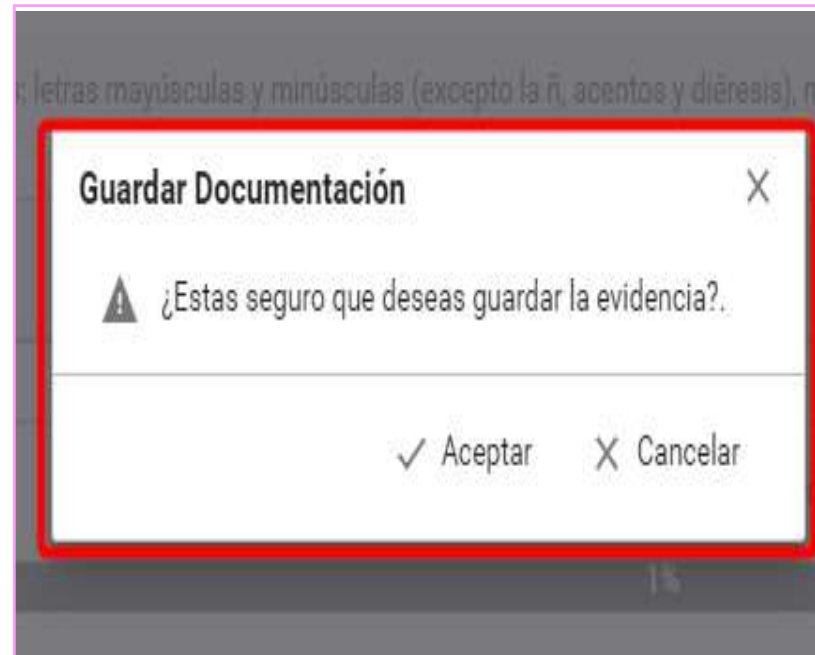 s: letras mayúsculas y minúsculas (excepto la ñ, acentos y diéresis), n
Guardar Documentación
¿Estas seguro que deseas guardar la evidencia?.
Aceptar Cancelar
1%